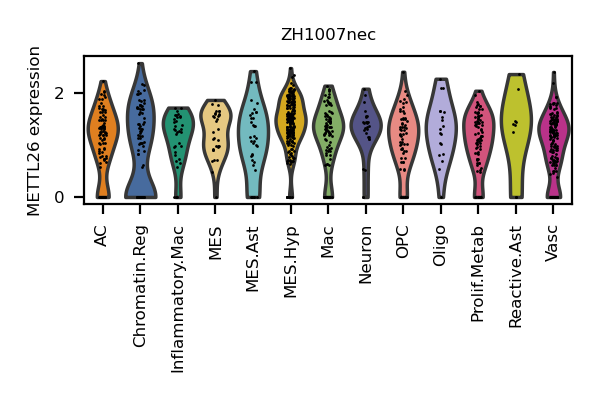 ZH1007nec
METTL26 expression
2
0
AC
Chromatin.Reg
Inflammatory.Mac
MES
MES.Ast
MES.Hyp
Mac
Neuron
OPC
Oligo
Prolif.Metab
Reactive.Ast
Vasc